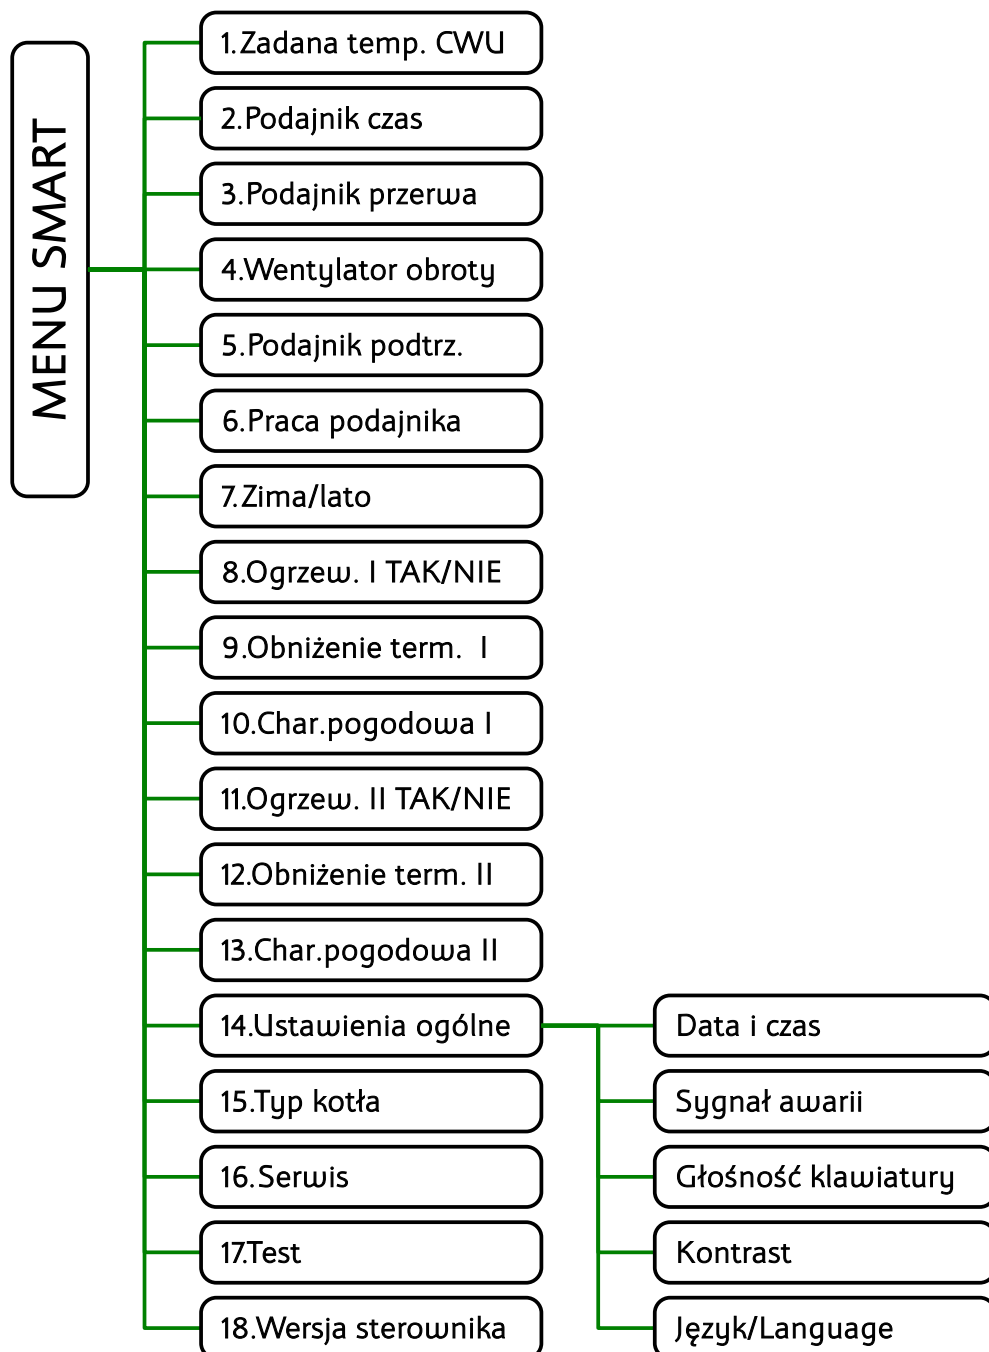 MENU SMART
1.Zadana temp. CWU
2.Podajnik czas
3.Podajnik przerwa
4.Wentylator obroty
5.Podajnik podtrz.
6.Praca podajnika
7.Zima/lato
8.Ogrzew. I TAK/NIE
9.Obniżenie term. I
10.Char.pogodowa I
11.Ogrzew. II TAK/NIE
12.Obniżenie term. II
13.Char.pogodowa II
14.Ustawienia ogólne
Data i czas
15.Typ kotła
Sygnał awarii
16.Serwis
Głośność klawiatury
17.Test
Kontrast
18.Wersja sterownika
Język/Language